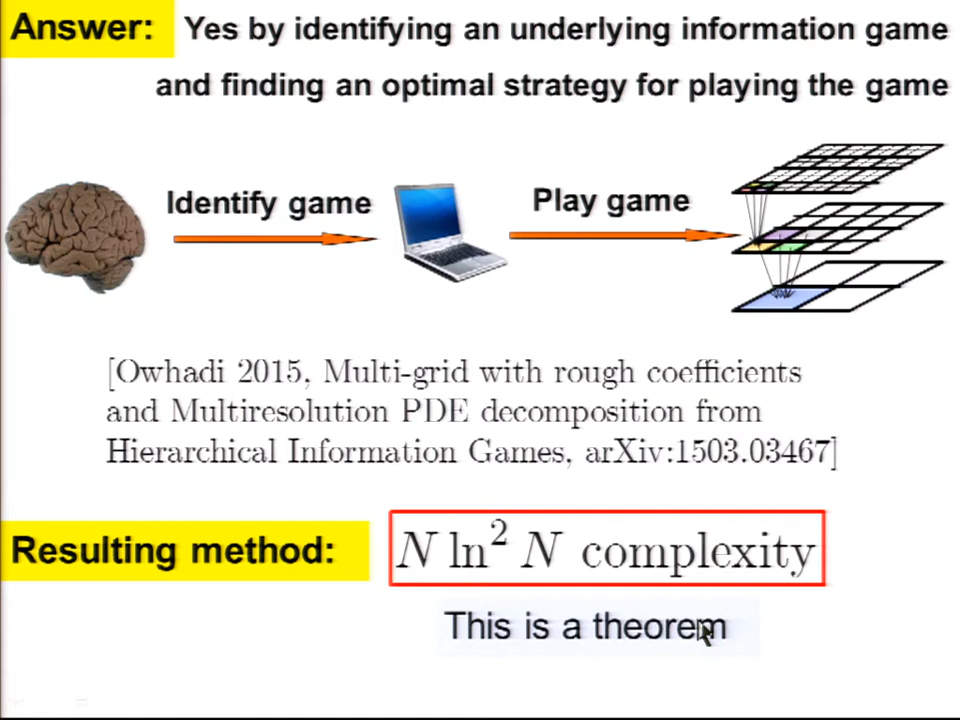 Answer: Yes by identifying an underlying information game
and finding an optimal strategy for playing the game
Identify game
Play game
[Owhadi 2015, Multi-grid with rough coefficients
and Multiresolution PDE decomposition from
Hierarchical Information Games, arXiv:1503.03467]
Resulting method: N ln² N complexity
This is a theorem